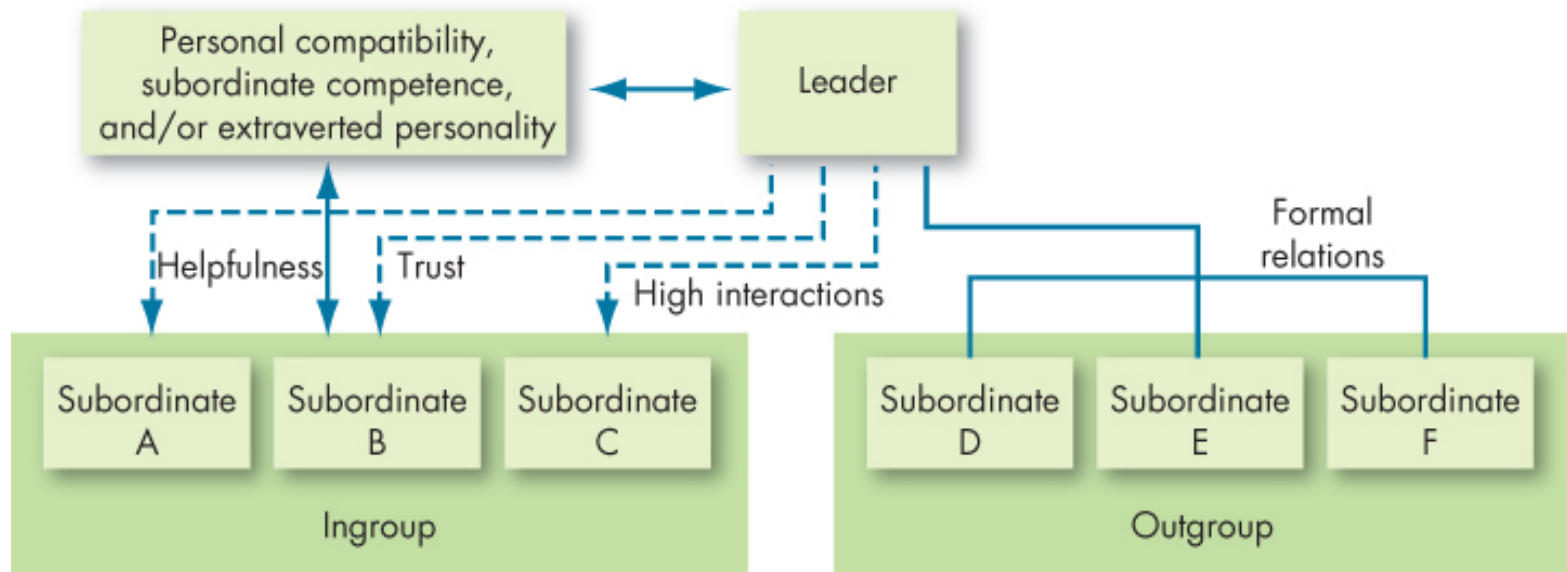 Personal compatibility,
subordinate competence,
and/or extraverted personality
Leader
Helpfulness
Trust
High interactions
Formal
relations
Subordinate
A
Subordinate
B
Subordinate
C
Ingroup
Subordinate
D
Subordinate
E
Subordinate
F
Outgroup